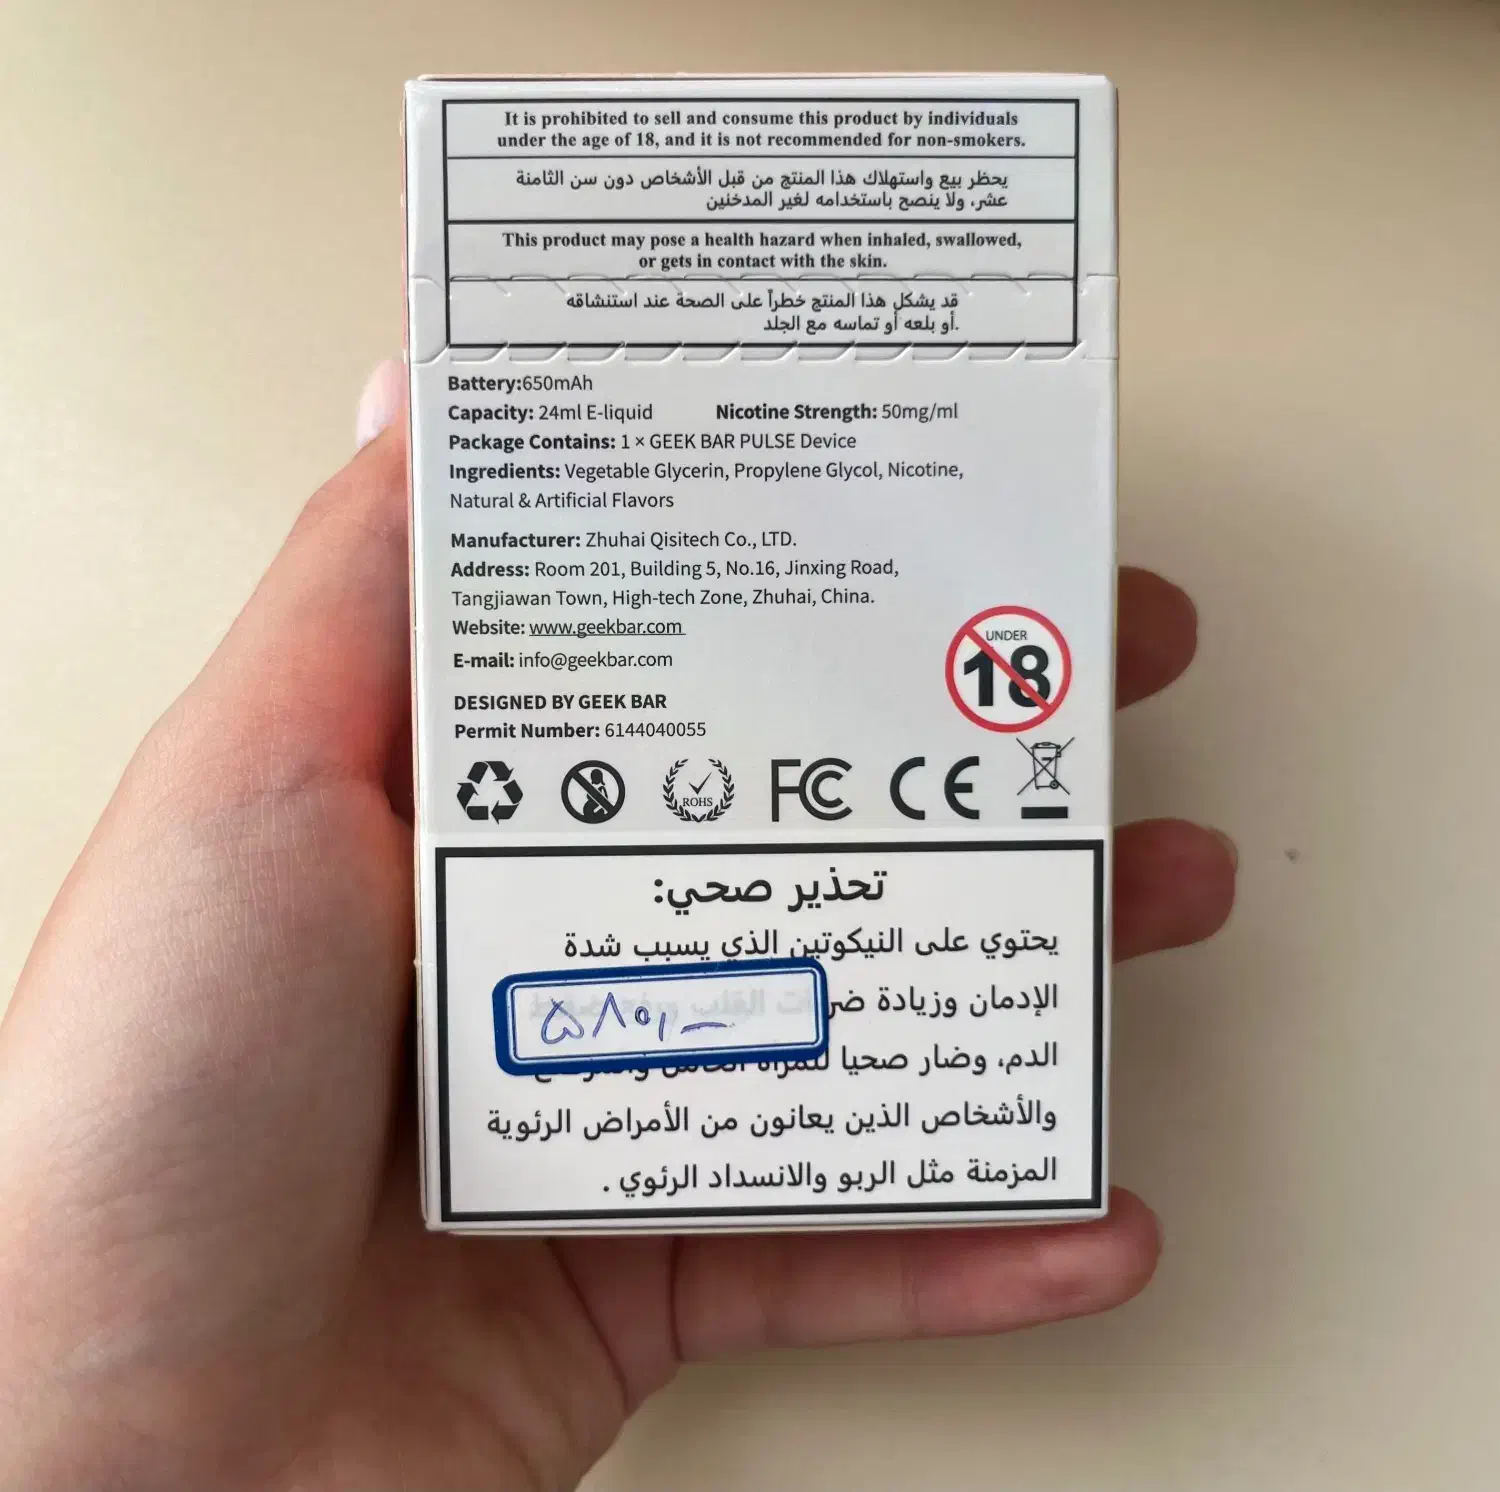 It is prohibited to sell and consume this product by individuals
under the age of 18, and it is not recommended for non-smokers.
يحظر بيع واستهلاك هذا المنتج من قبل الأشخاص دون سن الثامنة
عشر، ولا ينصح باستخدامه لغير المدخنين
This product may pose a health hazard when inhaled, swallowed,
or gets in contact with the skin.
قد يشكل هذا المنتج خطراً على الصحة عند استنشاقه
أو بلعه أو تماسه مع الجلد.
Battery:650mAh
Capacity: 24ml E-liquid Nicotine Strength: 50mg/ml
Package Contains: 1 × GEEK BAR PULSE Device
Ingredients: Vegetable Glycerin, Propylene Glycol, Nicotine,
Natural & Artificial Flavors
Manufacturer: Zhuhai Qisitech Co., LTD.
Address: Room 201, Building 5, No.16, Jinxing Road,
Tangjiawan Town, High-tech Zone, Zhuhai, China.
Website: www.geekbar.com
E-mail: info@geekbar.com
UNDER
18
DESIGNED BY GEEK BAR
Permit Number: 6144040055
ROHS FC CE
تحذير صحي:
يحتوي على النيكوتين الذي يسبب شدة
الإدمان وزيادة
۵۸۰,–
الدم، وضار صحيا
والأشخاص الذين يعانون من الأمراض الرئوية
المزمنة مثل الربو والانسداد الرئوي .